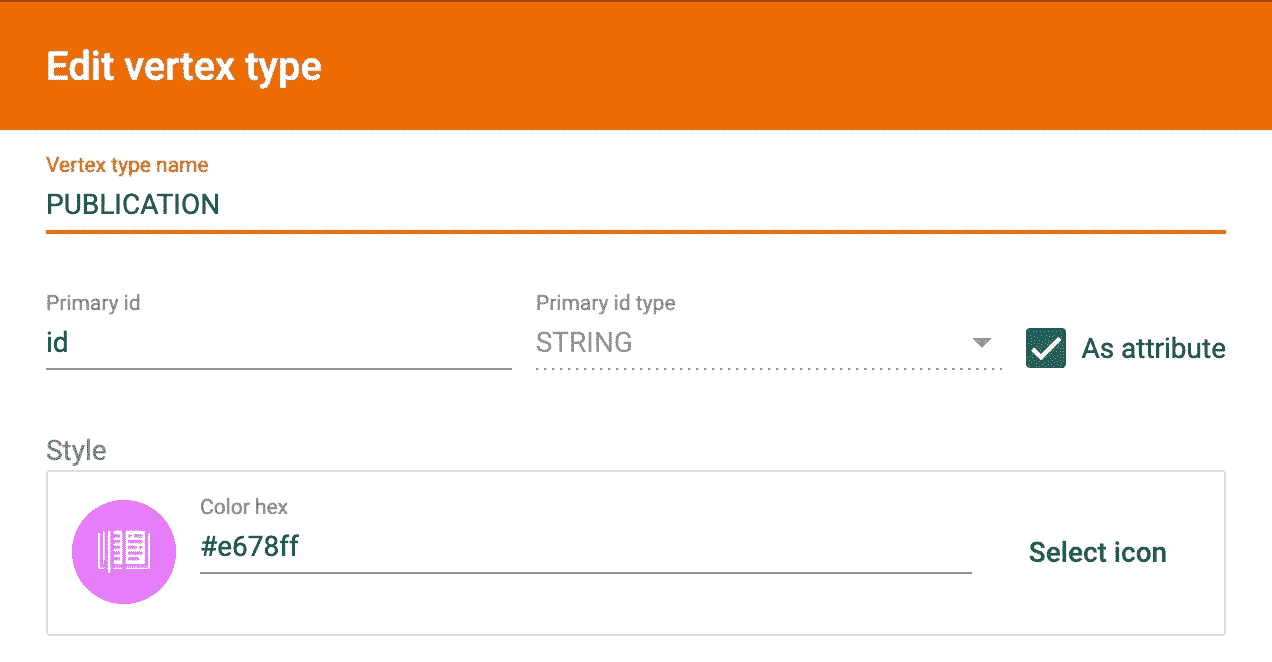 Edit vertex type
Vertex type name
PUBLICATION
Primary id
Primary id type
id
STRING
As attribute
Style
Color hex
#e678ff
Select icon